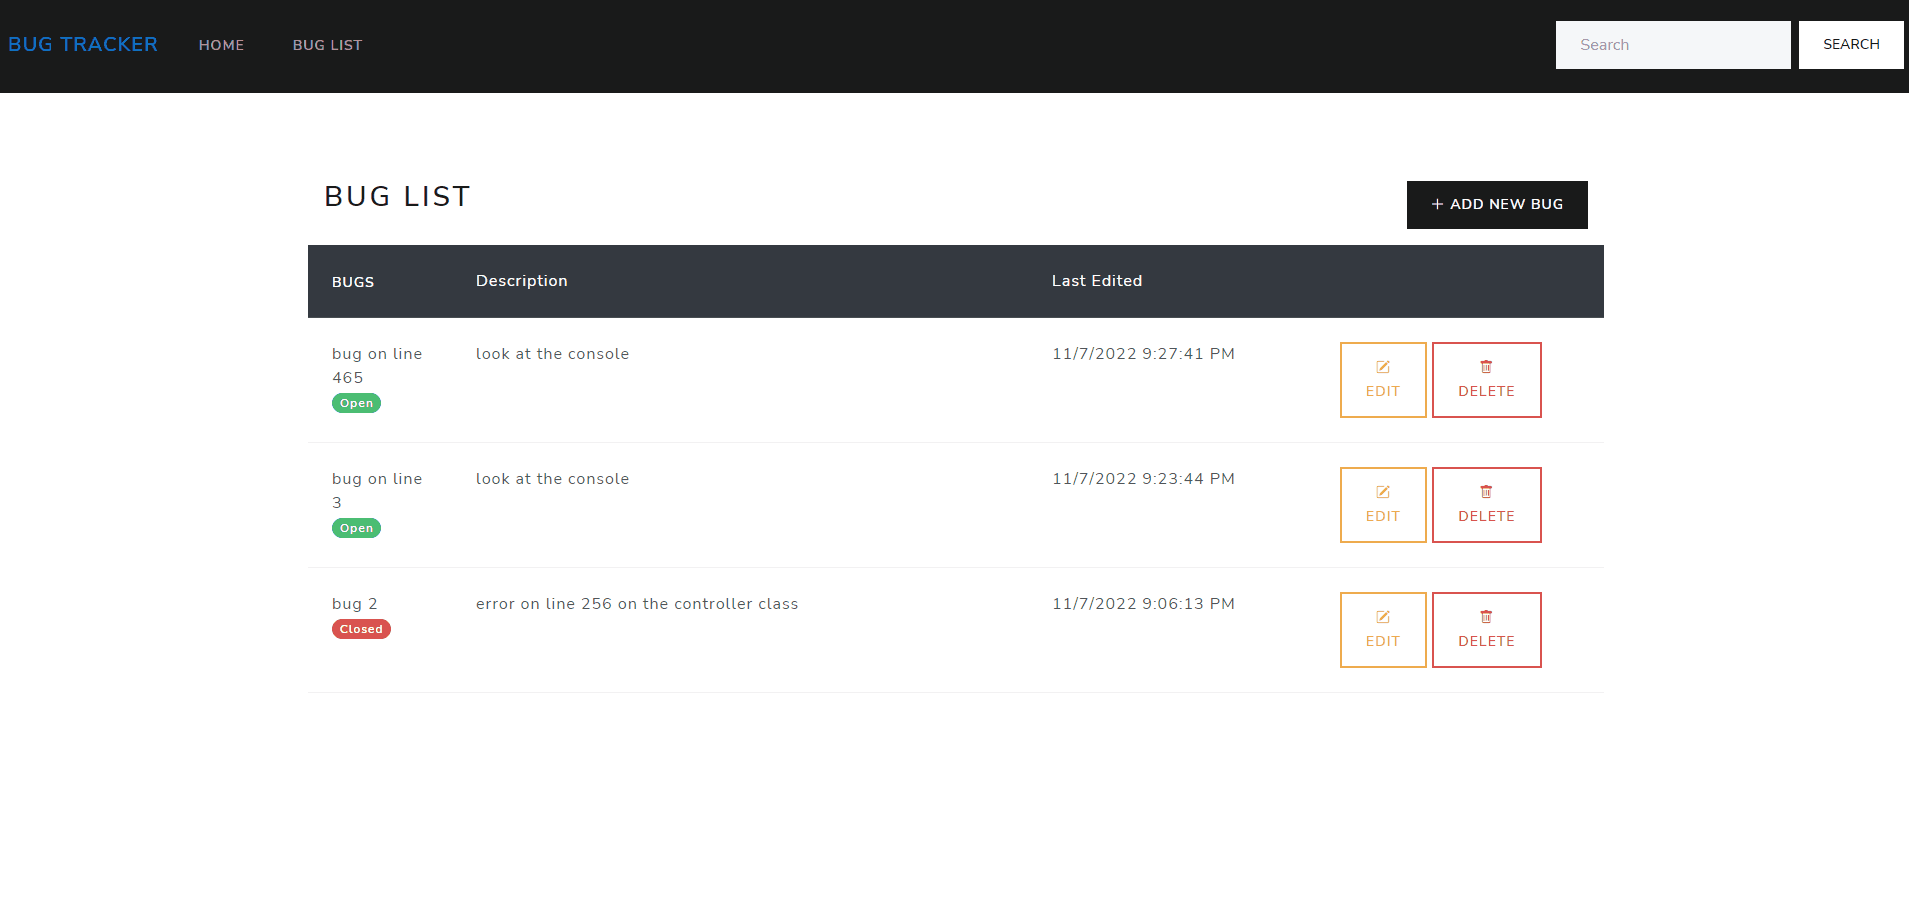 BUG TRACKER HOME BUG LIST Search SEARCH
BUG LIST
+ ADD NEW BUG
BUGS Description Last Edited
bug on line look at the console 11/7/2022 9:27:41 PM
465
Open
EDIT DELETE
bug on line look at the console 11/7/2022 9:23:44 PM
3
Open
EDIT DELETE
bug 2 error on line 256 on the controller class 11/7/2022 9:06:13 PM
Closed
EDIT DELETE